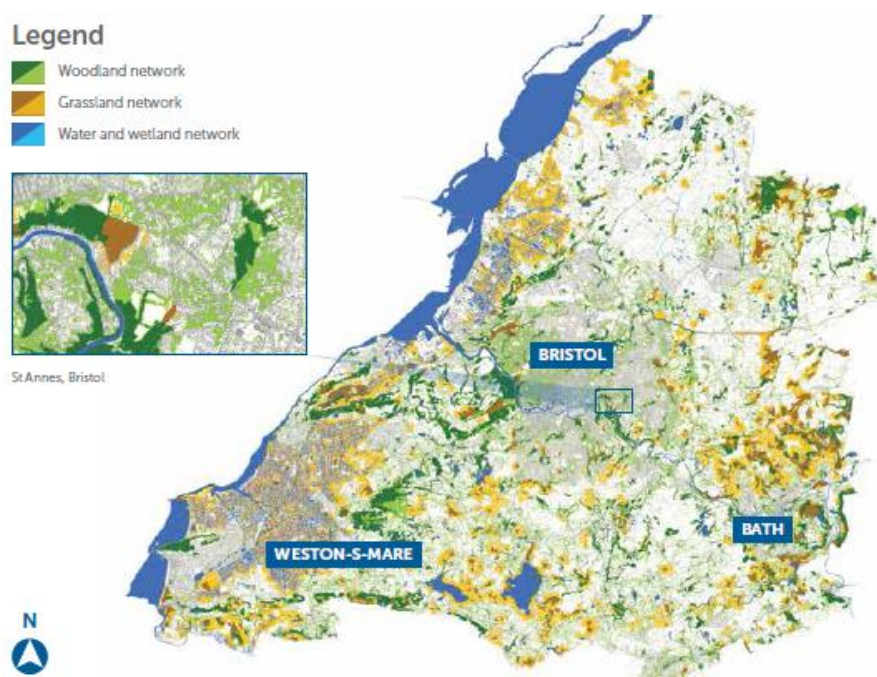 Legend
Woodland network
Grassland network
Water and wetland network
St Annes, Bristol
BRISTOL
BATH
WESTON-S-MARE
N